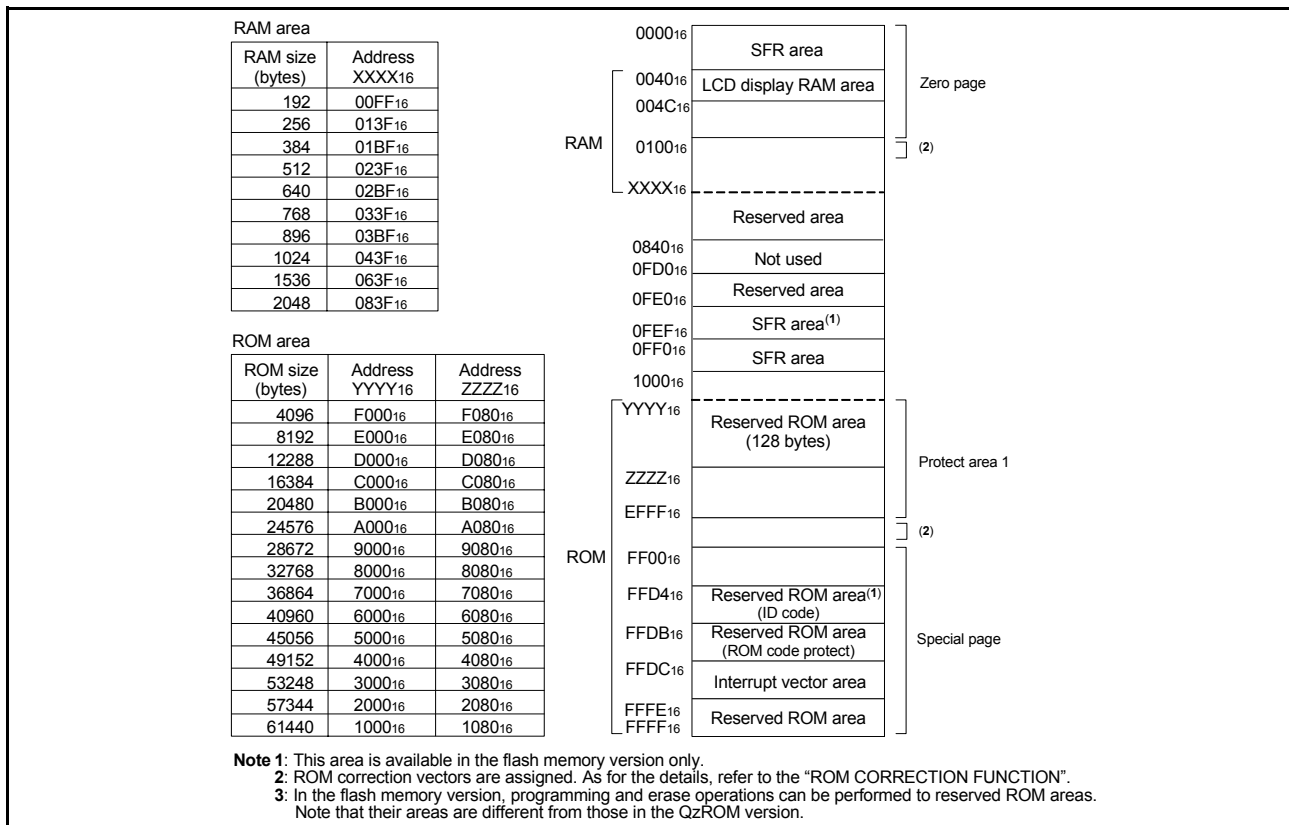 RAM area
RAM size (bytes) Address XXXX16
192 00FF16
256 013F16
384 01BF16
512 023F16
640 02BF16
768 033F16
896 03BF16
1024 043F16
1536 063F16
2048 083F16
ROM area
ROM size (bytes) Address YYYY16 Address ZZZZ16
4096 F00016 F08016
8192 E00016 E08016
12288 D00016 D08016
16384 C00016 C08016
20480 B00016 B08016
24576 A00016 A08016
28672 900016 908016
32768 800016 808016
36864 700016 708016
40960 600016 608016
45056 500016 508016
49152 400016 408016
53248 300016 308016
57344 200016 208016
61440 100016 108016
RAM
000016
SFR area
004016
LCD display RAM area
004C16
Zero page
010016
(2)
XXXX16
Reserved area
084016
Not used
0FD016
Reserved area
0FE016
SFR area(1)
0FEF16
0FF016
SFR area
100016
ROM
YYYY16
Reserved ROM area
(128 bytes)
Protect area 1
ZZZZ16
EFFF16
(2)
FF0016
FFD416
Reserved ROM area(1)
(ID code)
FFDB16
Reserved ROM area
(ROM code protect)
Special page
FFDC16
Interrupt vector area
FFFE16
Reserved ROM area
FFFF16
Note 1: This area is available in the flash memory version only.
2: ROM correction vectors are assigned. As for the details, refer to the “ROM CORRECTION FUNCTION”.
3: In the flash memory version, programming and erase operations can be performed to reserved ROM areas.
Note that their areas are different from those in the QzROM version.